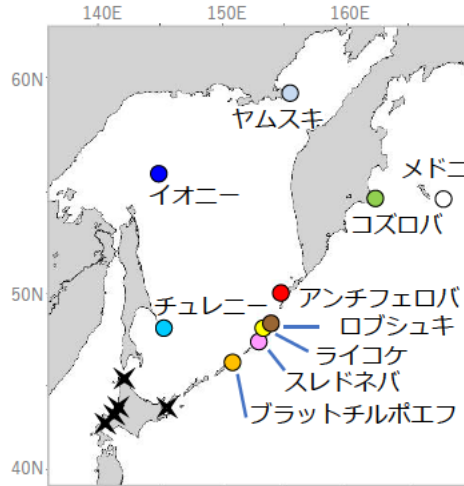 140E 150E 160E
60N
ヤムスキ
メドニ
イオニー
コズロバ
50N
アンチフェロバ
チュレニー
ロブシュキ
ライコケ
スレドネバ
ブラットチルポエフ
40N